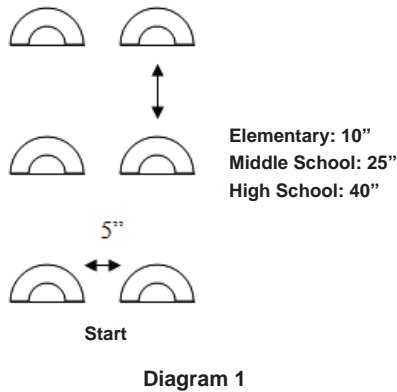 Elementary: 10”
Middle School: 25”
High School: 40”
5”
Start
Diagram 1